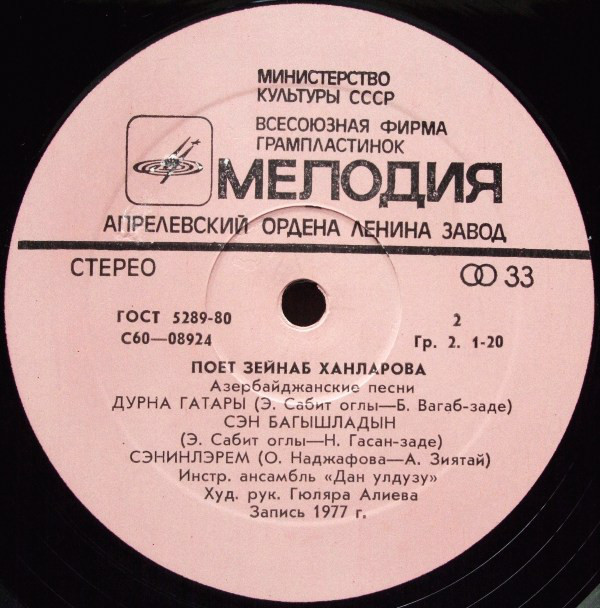 МИНИСТЕРСТВО
КУЛЬТУРЫ СССР
ВСЕСОЮЗНАЯ ФИРМА
ГРАМПЛАСТИНОК
МЕЛОДИЯ
АПРЕЛЕВСКИЙ ОРДЕНА ЛЕНИНА ЗАВОД
СТЕРЕО 33
ГОСТ 5289-80 2
С60—08924 Гр. 2. 1-20
ПОЕТ ЗЕЙНАБ ХАНЛАРОВА
Азербайджанские песни
ДУРНА ГАТАРЫ (Э. Сабит оглы—Б. Вагаб-заде)
СЭН БАГЫШЛАДЫН
(Э. Сабит оглы—Н. Гасан-заде)
СЭНИНЛЭРЕМ (О. Наджафова—А. Зиятай)
Инстр. ансамбль «Дан улдузу»
Худ. рук. Гюляра Алиева
Запись 1977 г.